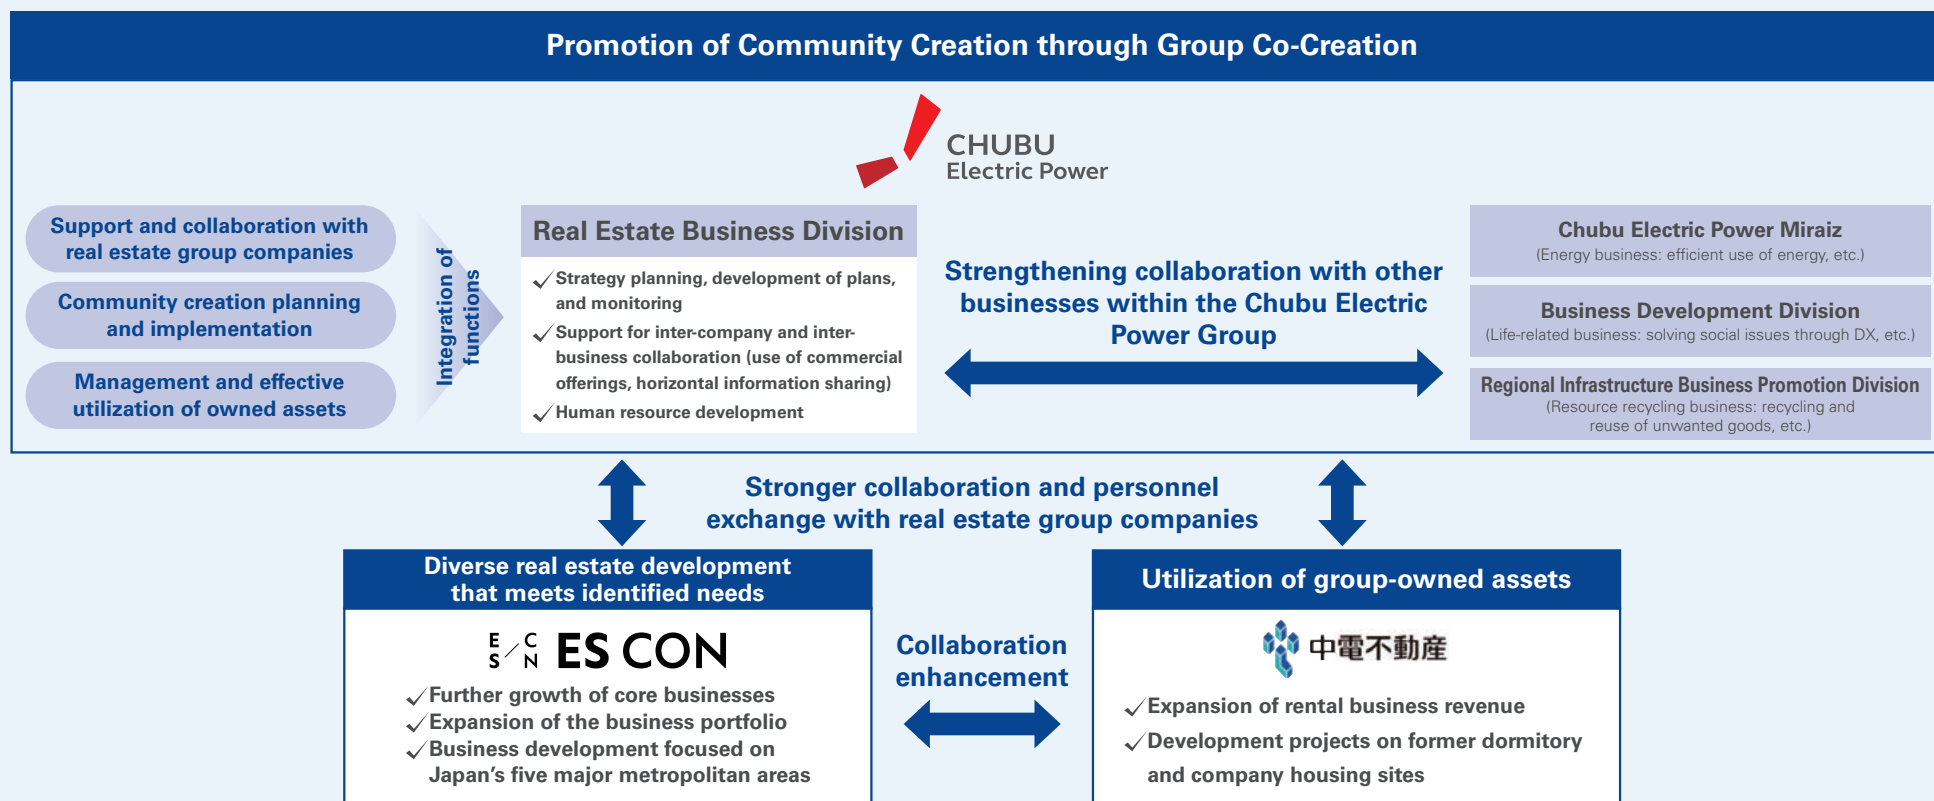 Promotion of Community Creation through Group Co-Creation
CHUBU
Electric Power
Support and collaboration with
real estate group companies
Community creation planning
and implementation
Management and effective
utilization of owned assets
Integration of
functions
Real Estate Business Division
✓Strategy planning, development of plans,
and monitoring
✓Support for inter-company and inter-
business collaboration (use of commercial
offerings, horizontal information sharing)
✓Human resource development
Strengthening collaboration with other
businesses within the Chubu Electric
Power Group
Chubu Electric Power Miraiz
(Energy business: efficient use of energy, etc.)
Business Development Division
(Life-related business: solving social issues through DX, etc.)
Regional Infrastructure Business Promotion Division
(Resource recycling business: recycling and
reuse of unwanted goods, etc.)
Stronger collaboration and personnel
exchange with real estate group companies
Diverse real estate development
that meets identified needs
ES/CN ES CON
✓Further growth of core businesses
✓Expansion of the business portfolio
✓Business development focused on
Japan's five major metropolitan areas
Collaboration
enhancement
Utilization of group-owned assets
中電不動産
✓Expansion of rental business revenue
✓Development projects on former dormitory
and company housing sites